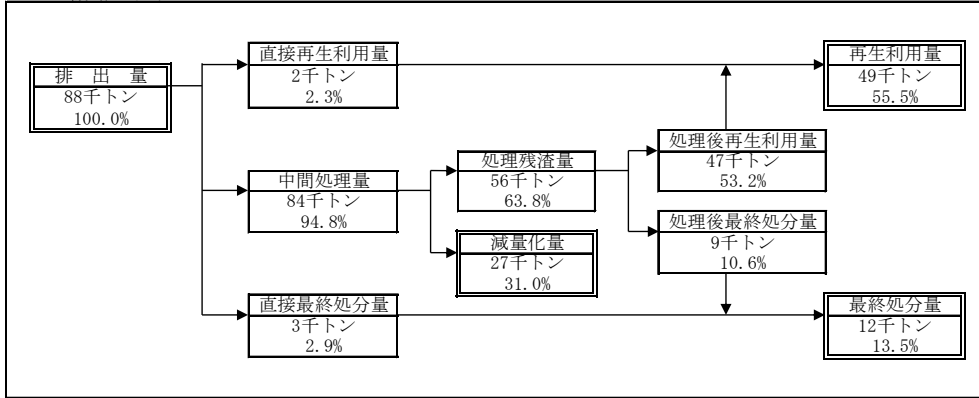 排 出 量
88千トン
100.0%
直接再生利用量
2千トン
2.3%
中間処理量
84千トン
94.8%
直接最終処分量
3千トン
2.9%
処理残渣量
56千トン
63.8%
減量化量
27千トン
31.0%
処理後再生利用量
47千トン
53.2%
処理後最終処分量
9千トン
10.6%
再生利用量
49千トン
55.5%
最終処分量
12千トン
13.5%